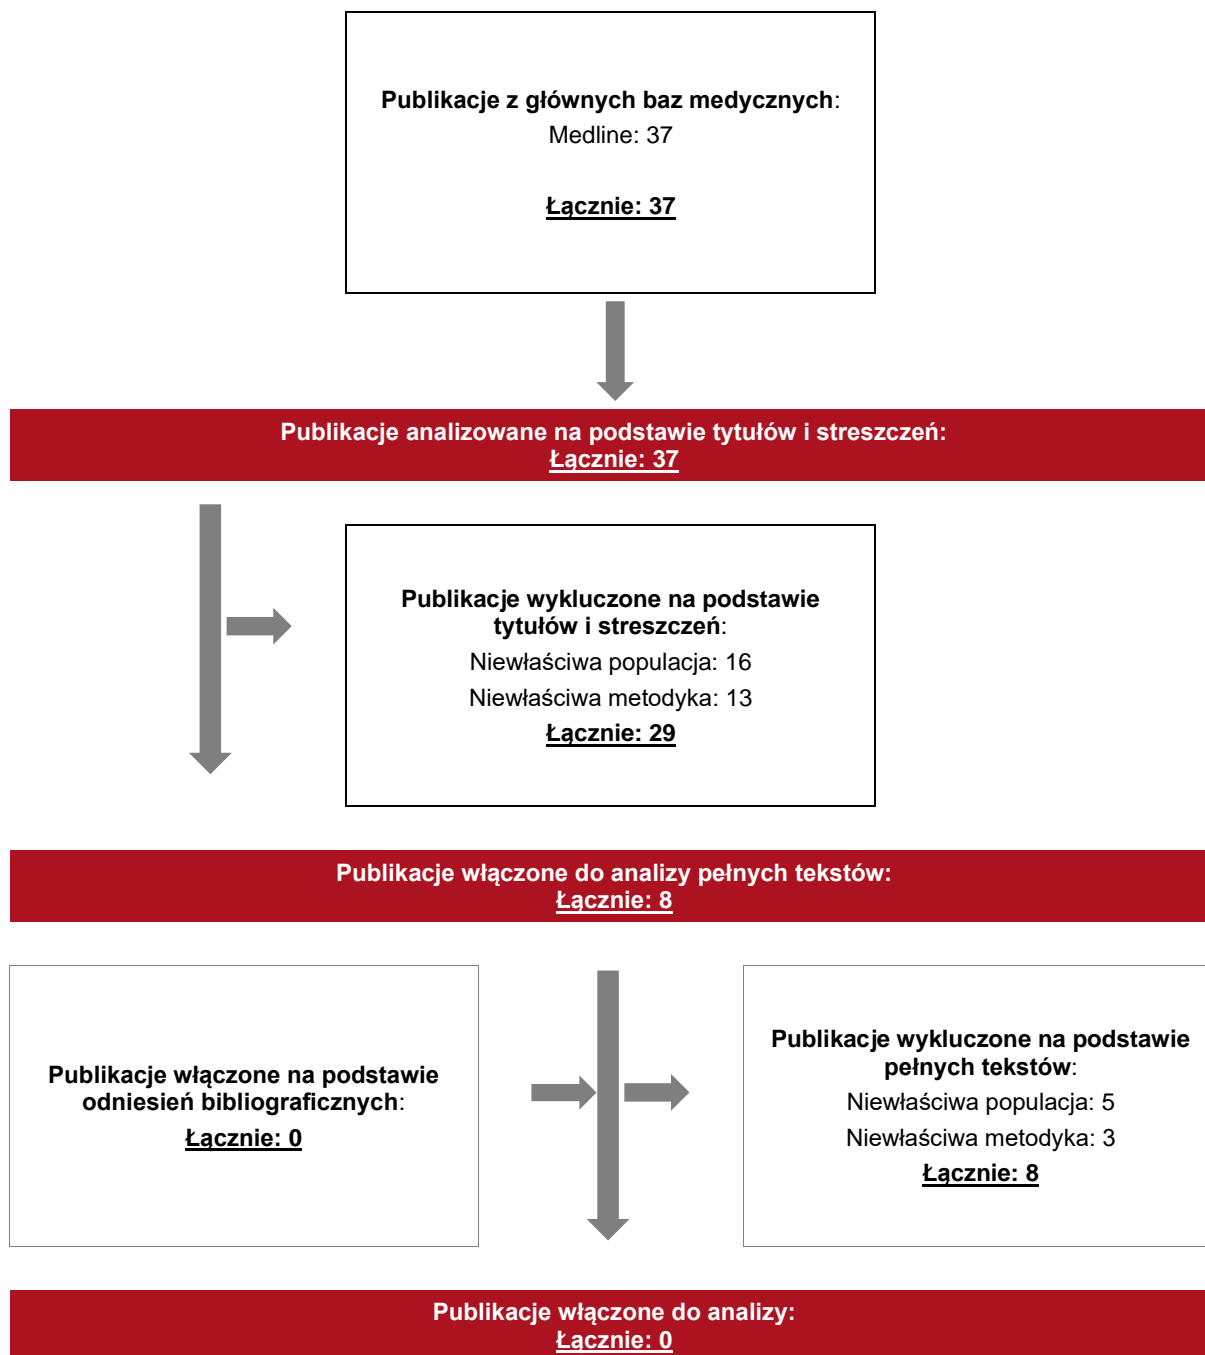 Publikacje z głównych baz medycznych:
Medline: 37
Łącznie: 37
Publikacje analizowane na podstawie tytułów i streszczeń:
Łącznie: 37
Publikacje wykluczone na podstawie
tytułów i streszczeń:
Niewłaściwa populacja: 16
Niewłaściwa metodyka: 13
Łącznie: 29
Publikacje włączone do analizy pełnych tekstów:
Łącznie: 8
Publikacje włączone na podstawie
odniesień bibliograficznych:
Łącznie: 0
Publikacje wykluczone na podstawie
pełnych tekstów:
Niewłaściwa populacja: 5
Niewłaściwa metodyka: 3
Łącznie: 8
Publikacje włączone do analizy:
Łącznie: 0